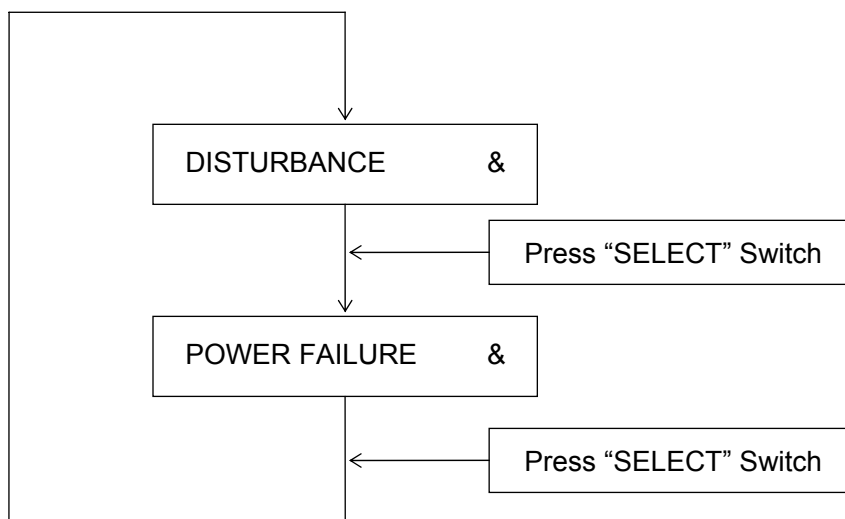 DISTURBANCE &
Press “SELECT” Switch
POWER FAILURE &
Press “SELECT” Switch